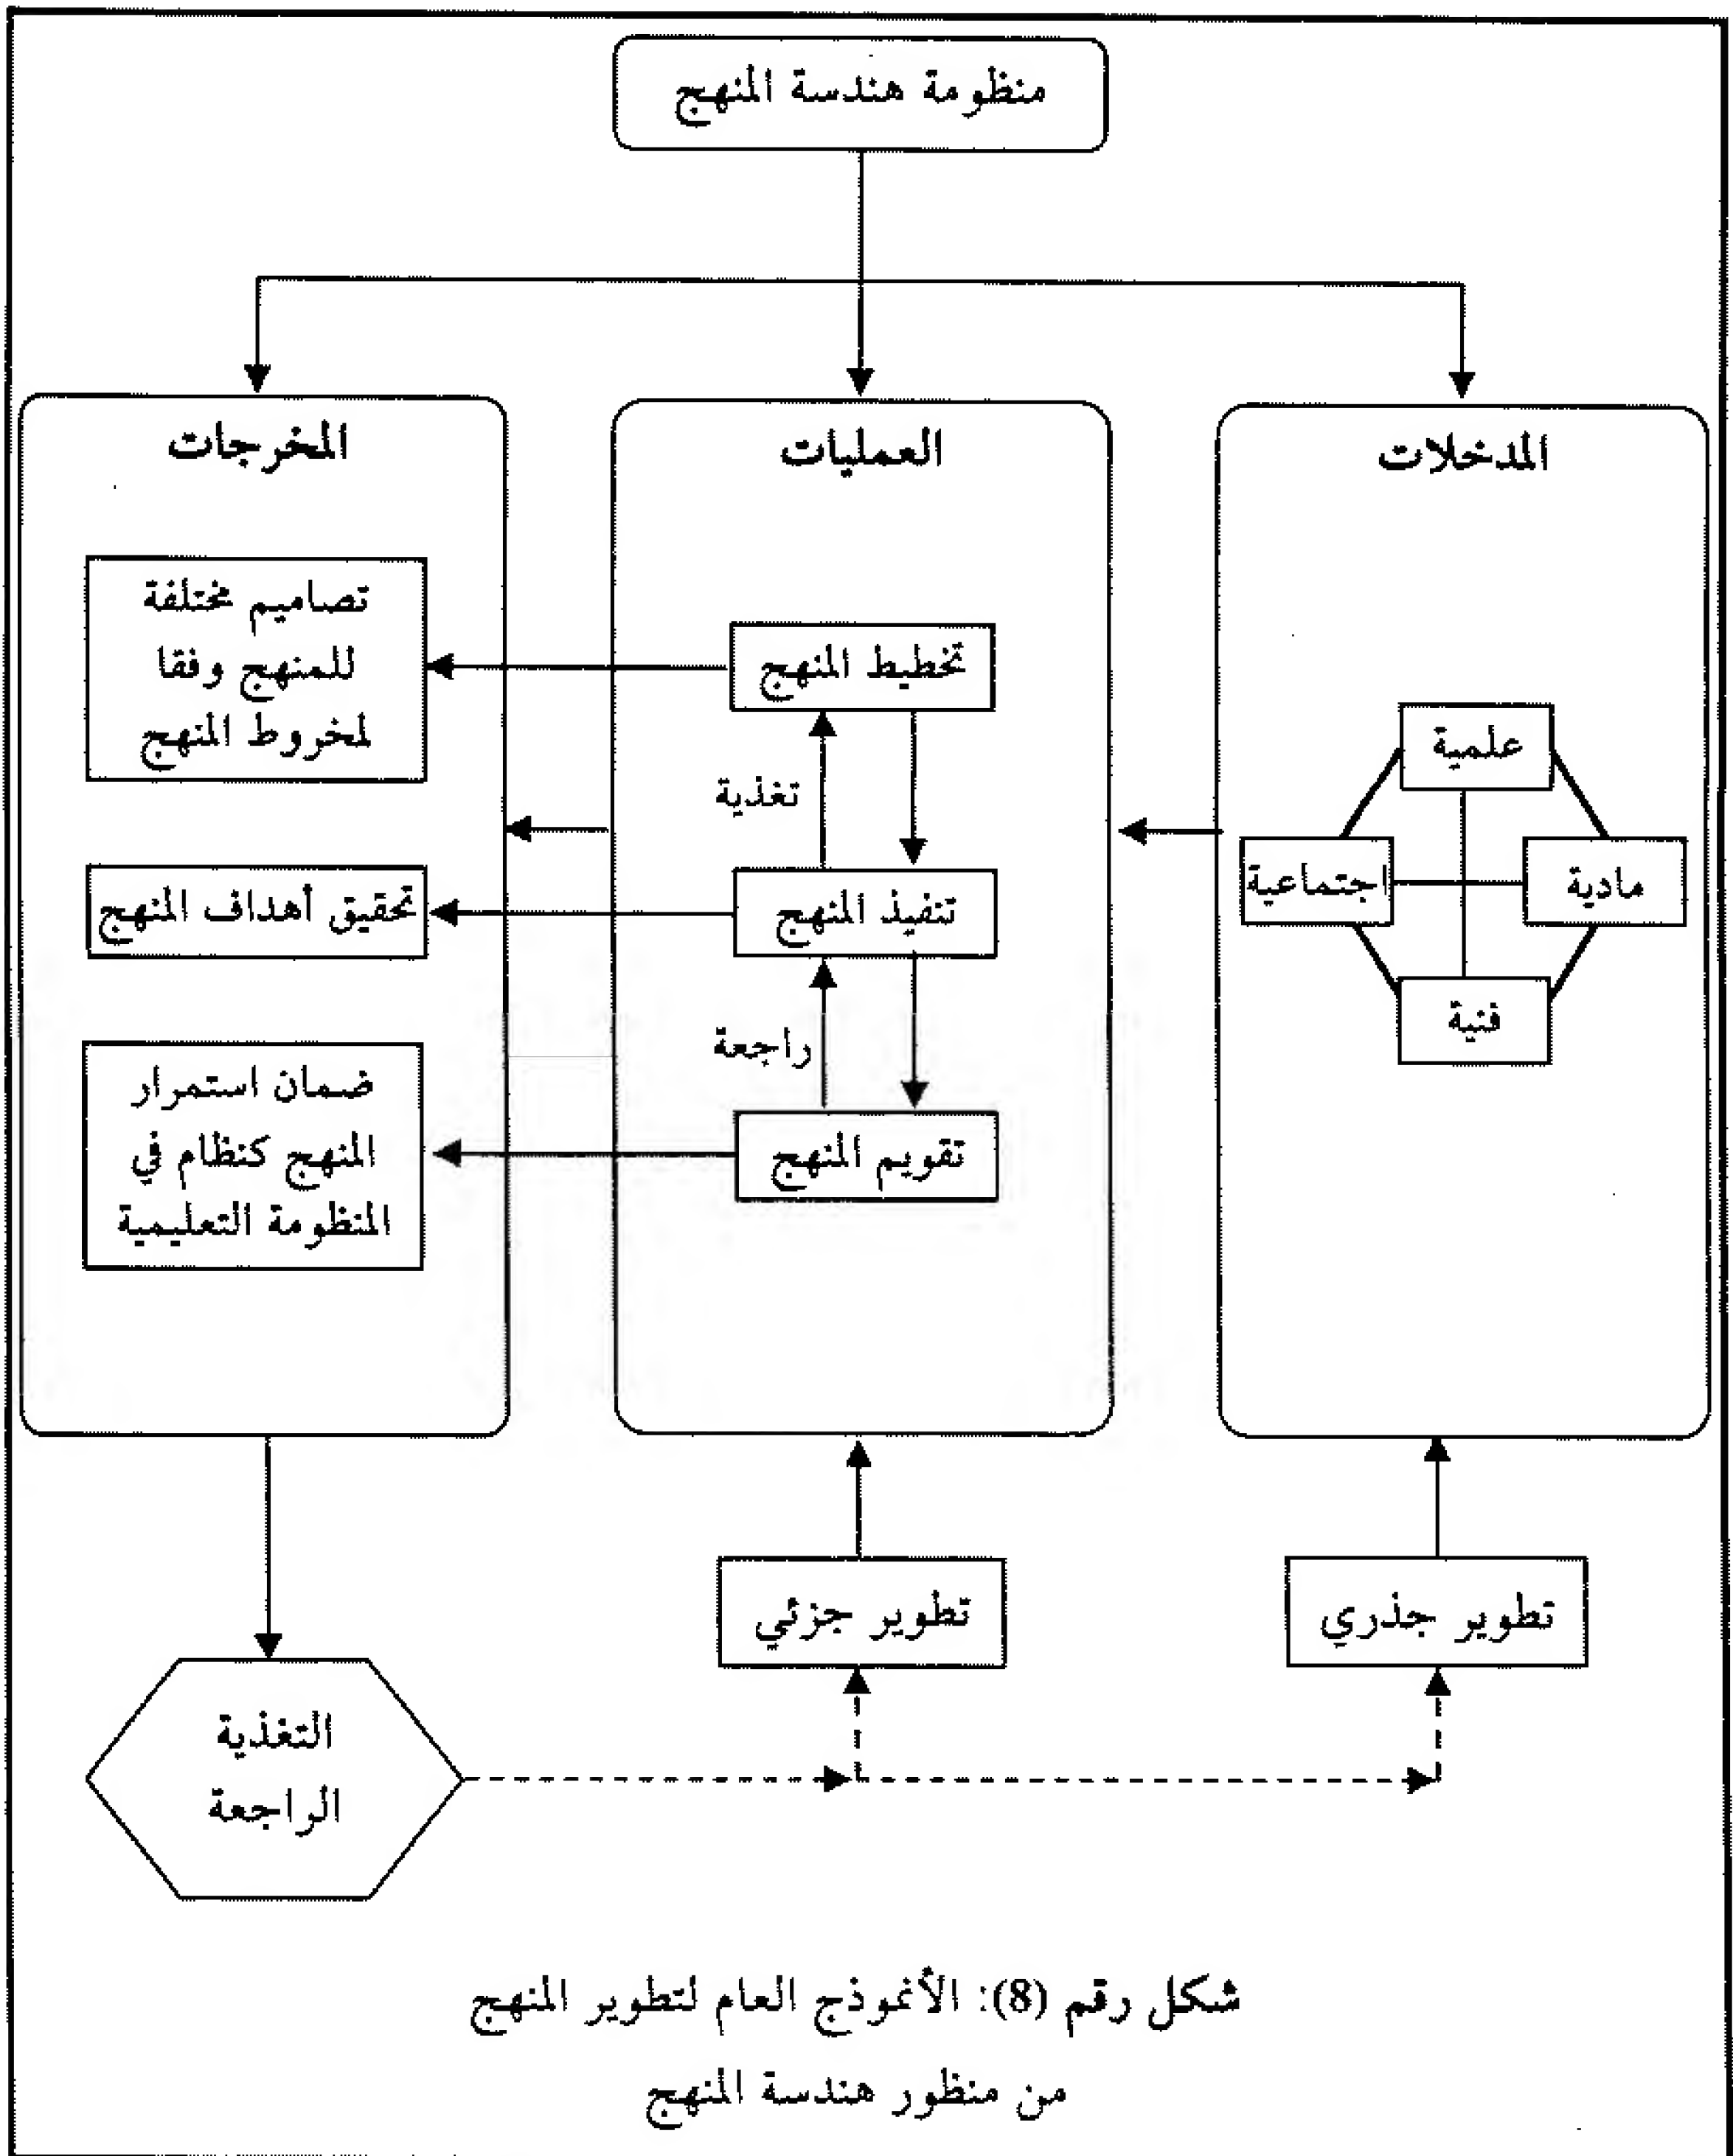 منظومة هندسة المنهج
المدخلات
علمية
مادية
اجتماعية
فنية
العمليات
تخطيط المنهج
تغذية
تنفيذ المنهج
راجعة
تقويم المنهج
المخرجات
تصاميم مختلفة
للمنهج وفقا
لمخروط المنهج
تحقيق أهداف المنهج
ضمان استمرار
المنهج كنظام في
المنظومة التعليمية
تطوير جذري
تطوير جزئي
التغذية
الراجعة
شكل رقم (8): الأنموذج العام لتطوير المنهج
من منظور هندسة المنهج